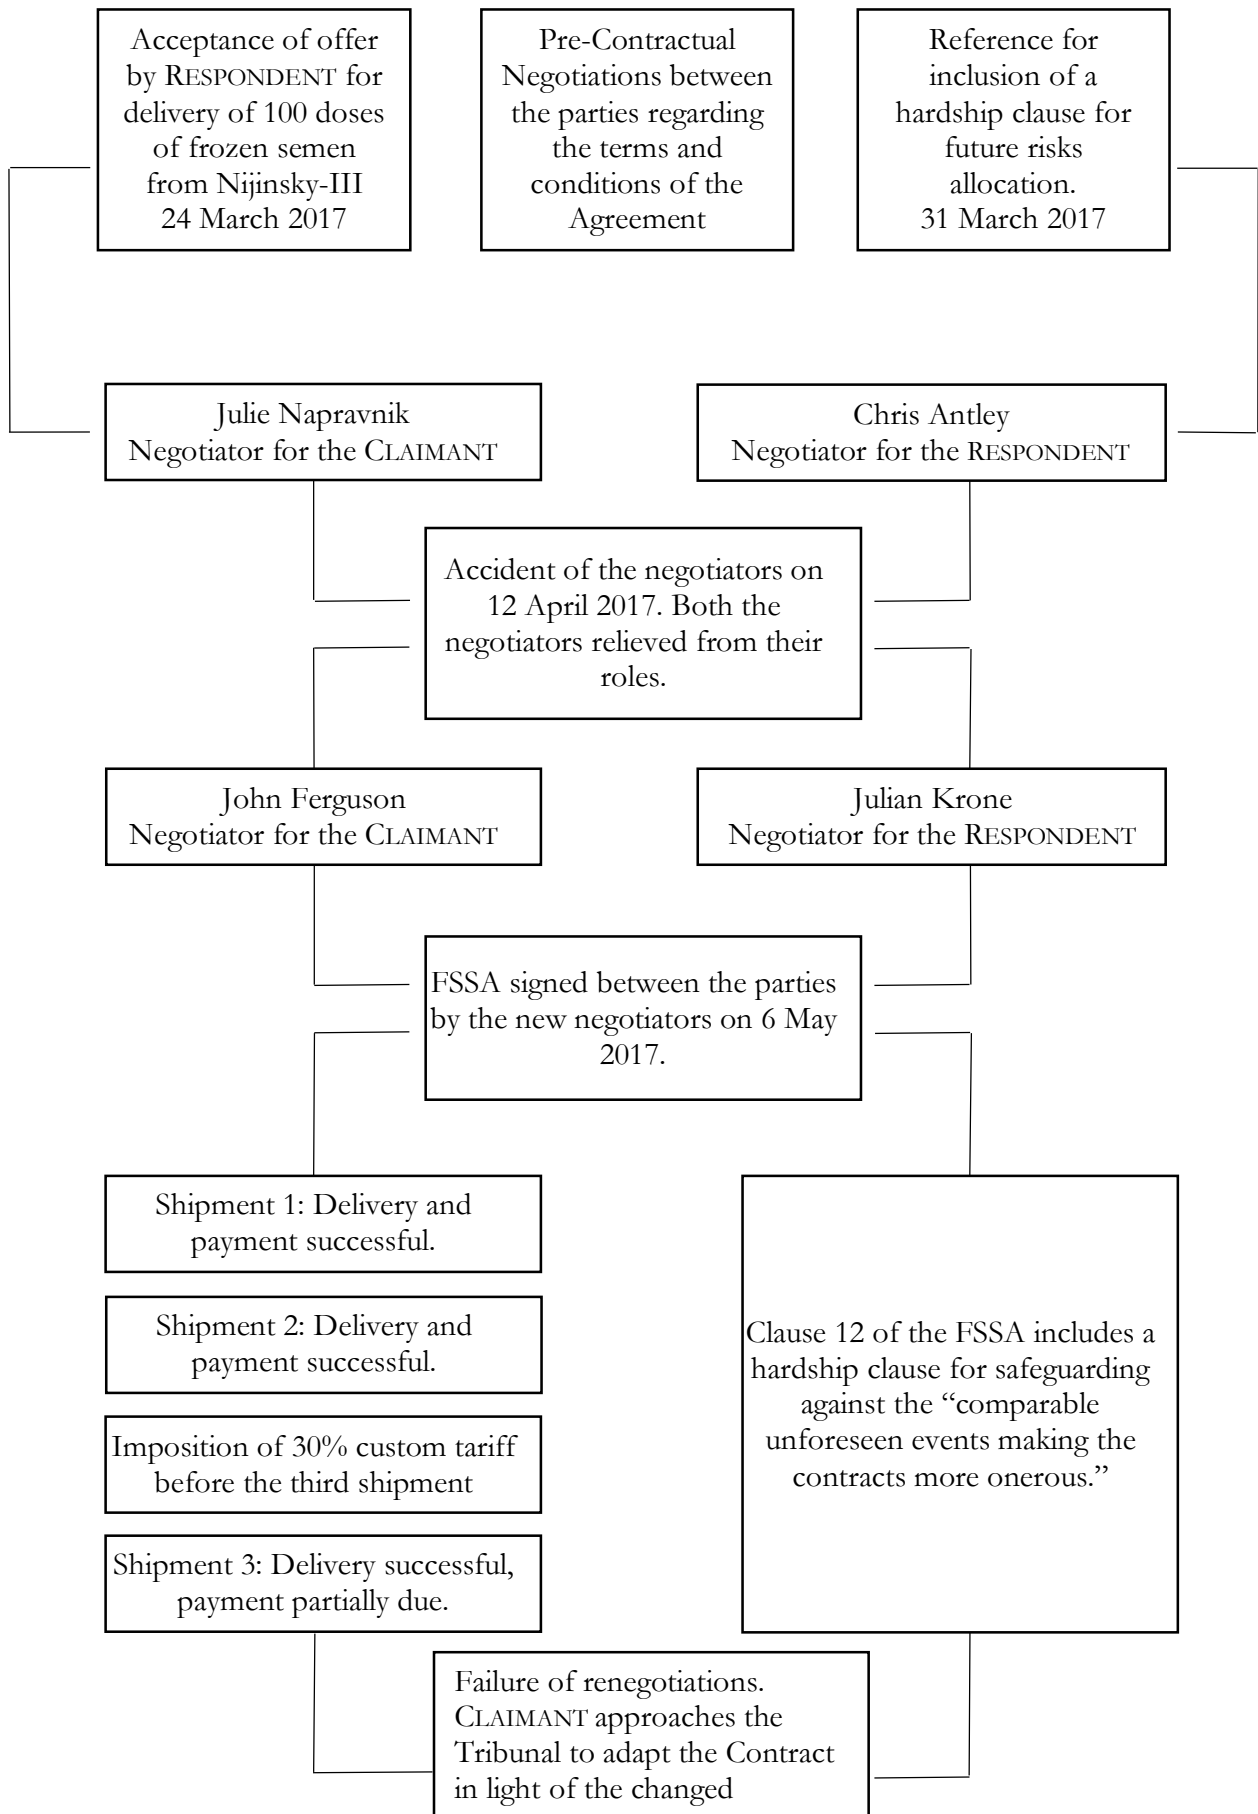 Acceptance of offer
by RESPONDENT for
delivery of 100 doses
of frozen semen
from Nijinsky-III
24 March 2017
Pre-Contractual
Negotiations between
the parties regarding
the terms and
conditions of the
Agreement
Reference for
inclusion of a
hardship clause for
future risks
allocation.
31 March 2017
Julie Napravnik
Negotiator for the CLAIMANT
Chris Antley
Negotiator for the RESPONDENT
Accident of the negotiators on
12 April 2017. Both the
negotiators relieved from their
roles.
John Ferguson
Negotiator for the CLAIMANT
Julian Krone
Negotiator for the RESPONDENT
FSSA signed between the parties
by the new negotiators on 6 May
2017.
Shipment 1: Delivery and
payment successful.
Shipment 2: Delivery and
payment successful.
Imposition of 30% custom tariff
before the third shipment
Shipment 3: Delivery successful,
payment partially due.
Clause 12 of the FSSA includes a
hardship clause for safeguarding
against the “comparable
unforeseen events making the
contracts more onerous.”
Failure of renegotiations.
CLAIMANT approaches the
Tribunal to adapt the Contract
in light of the changed